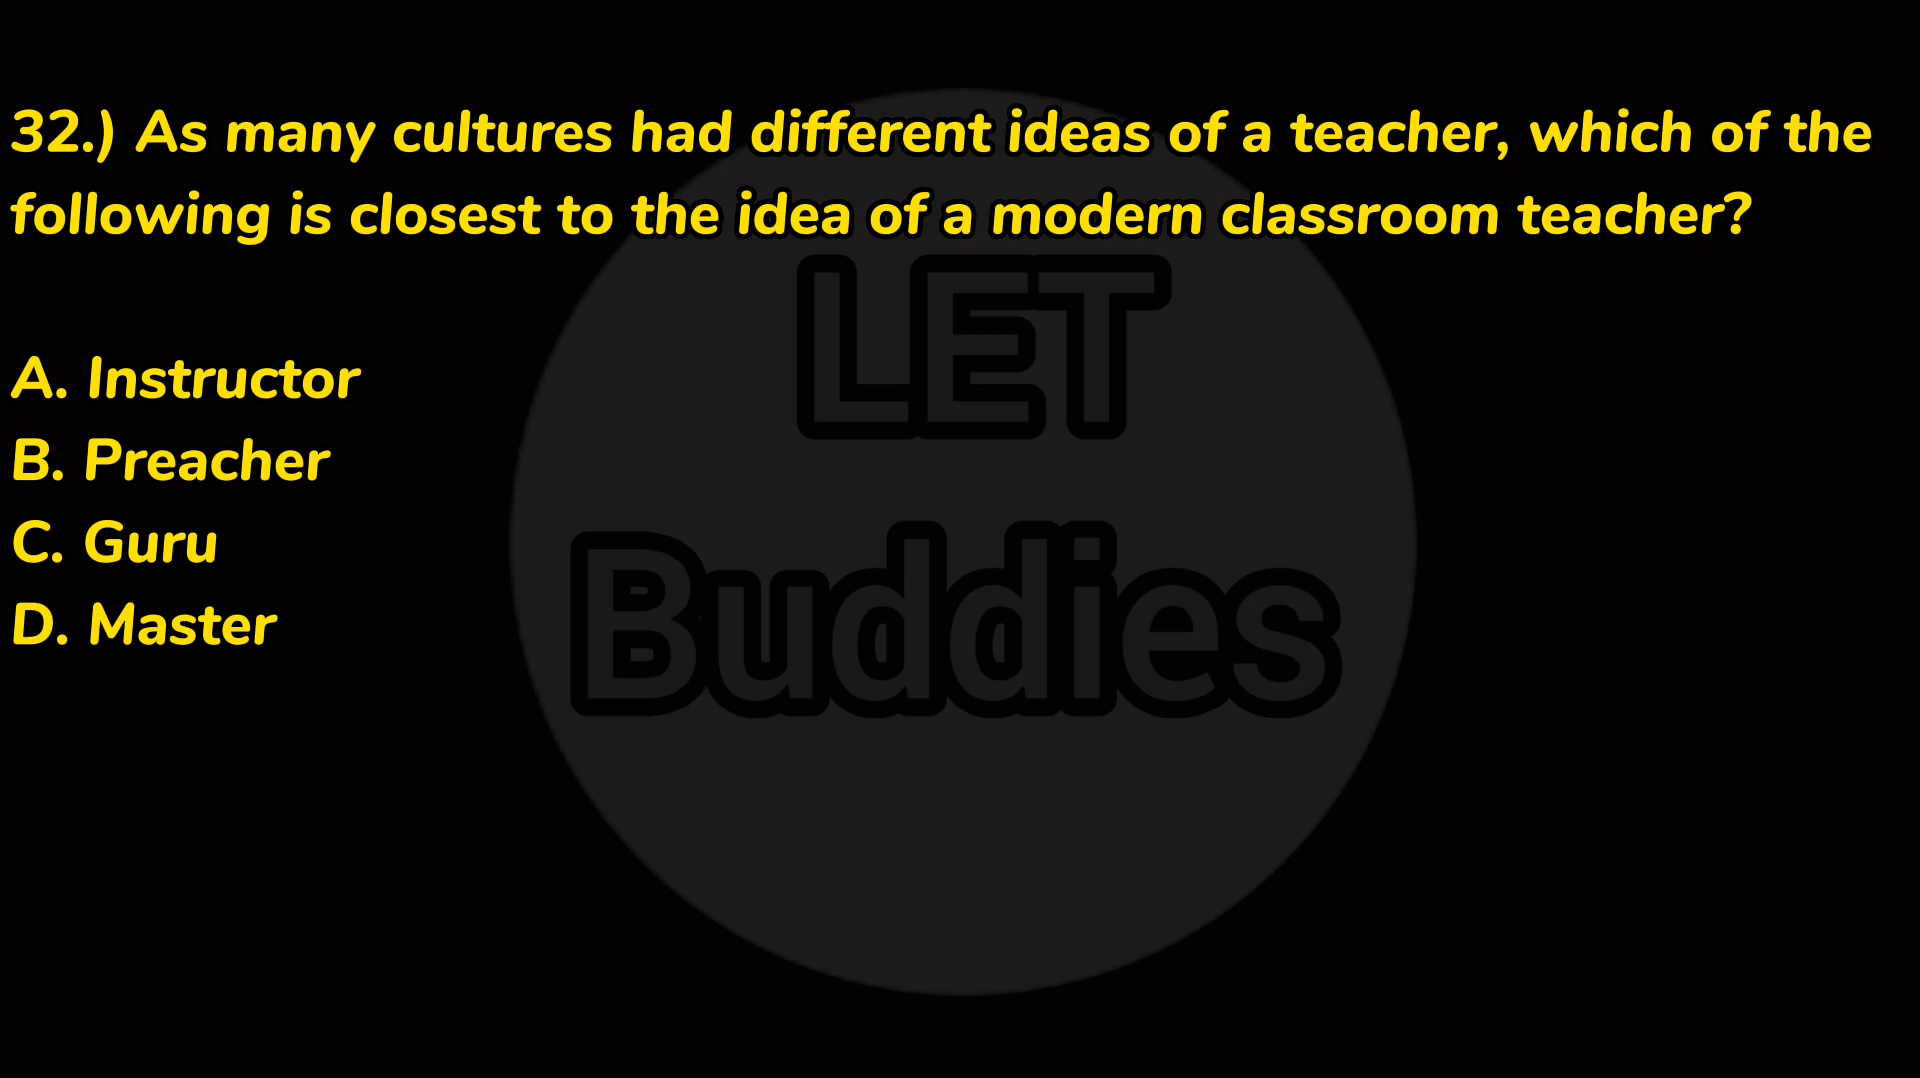 32.) As many cultures had different ideas of a teacher, which of the
following is closest to the idea of a modern classroom teacher?
A. Instructor
B. Preacher
C. Guru
D. Master
LET
Buddies